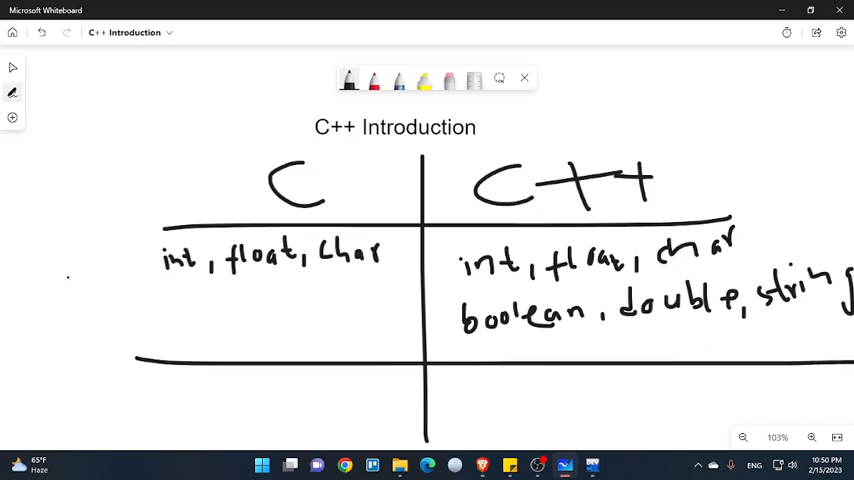 Microsoft Whiteboard
C++ Introduction
C++ Introduction
C C++
int, float, char
int, float, char
boolean, double, string
103%
65°F
Haze
DEV
ENG
10:50 PM
2/15/2023